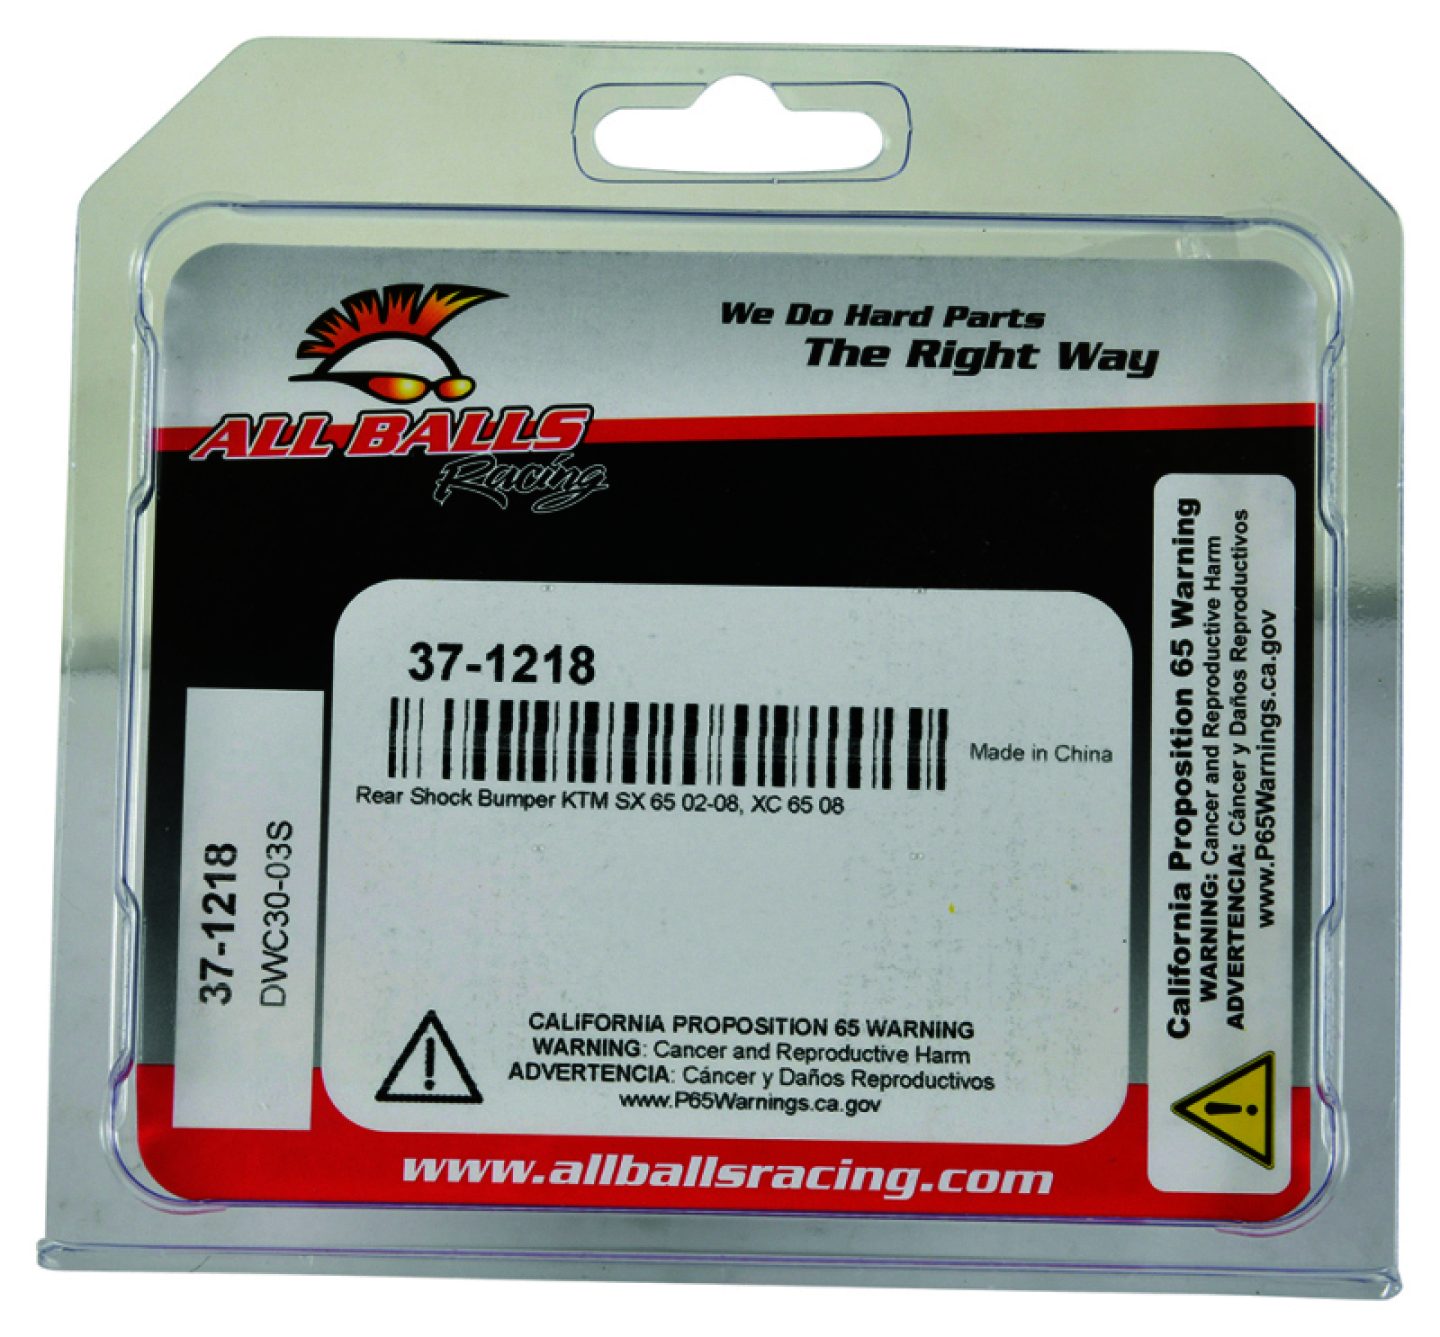 We Do Hard Parts
The Right Way
ALL BALLS
Racing
37-1218
Made in China
Rear Shock Bumper KTM SX 65 02-08, XC 65 08
37-1218
DWC30-03S
CALIFORNIA PROPOSITION 65 WARNING
WARNING: Cancer and Reproductive Harm
ADVERTENCIA: Cáncer y Daños Reproductivos
www.P65Warnings.ca.gov
California Proposition 65 Warning
WARNING: Cancer and Reproductive Harm
ADVERTENCIA: Cáncer y Daños Reproductivos
www.P65Warnings.ca.gov
www.allballsracing.com